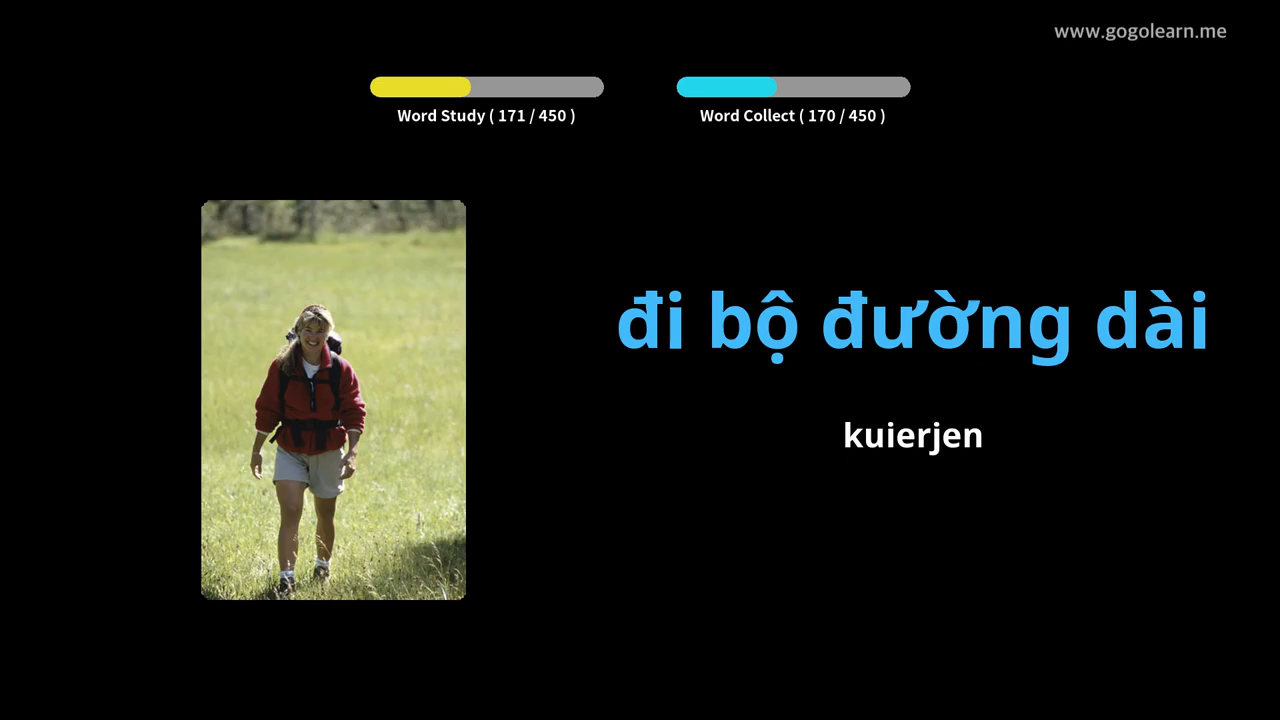 www.gogolearn.me
Word Study ( 171 / 450 )
Word Collect ( 170 / 450 )
đi bộ đường dài
kuierjen